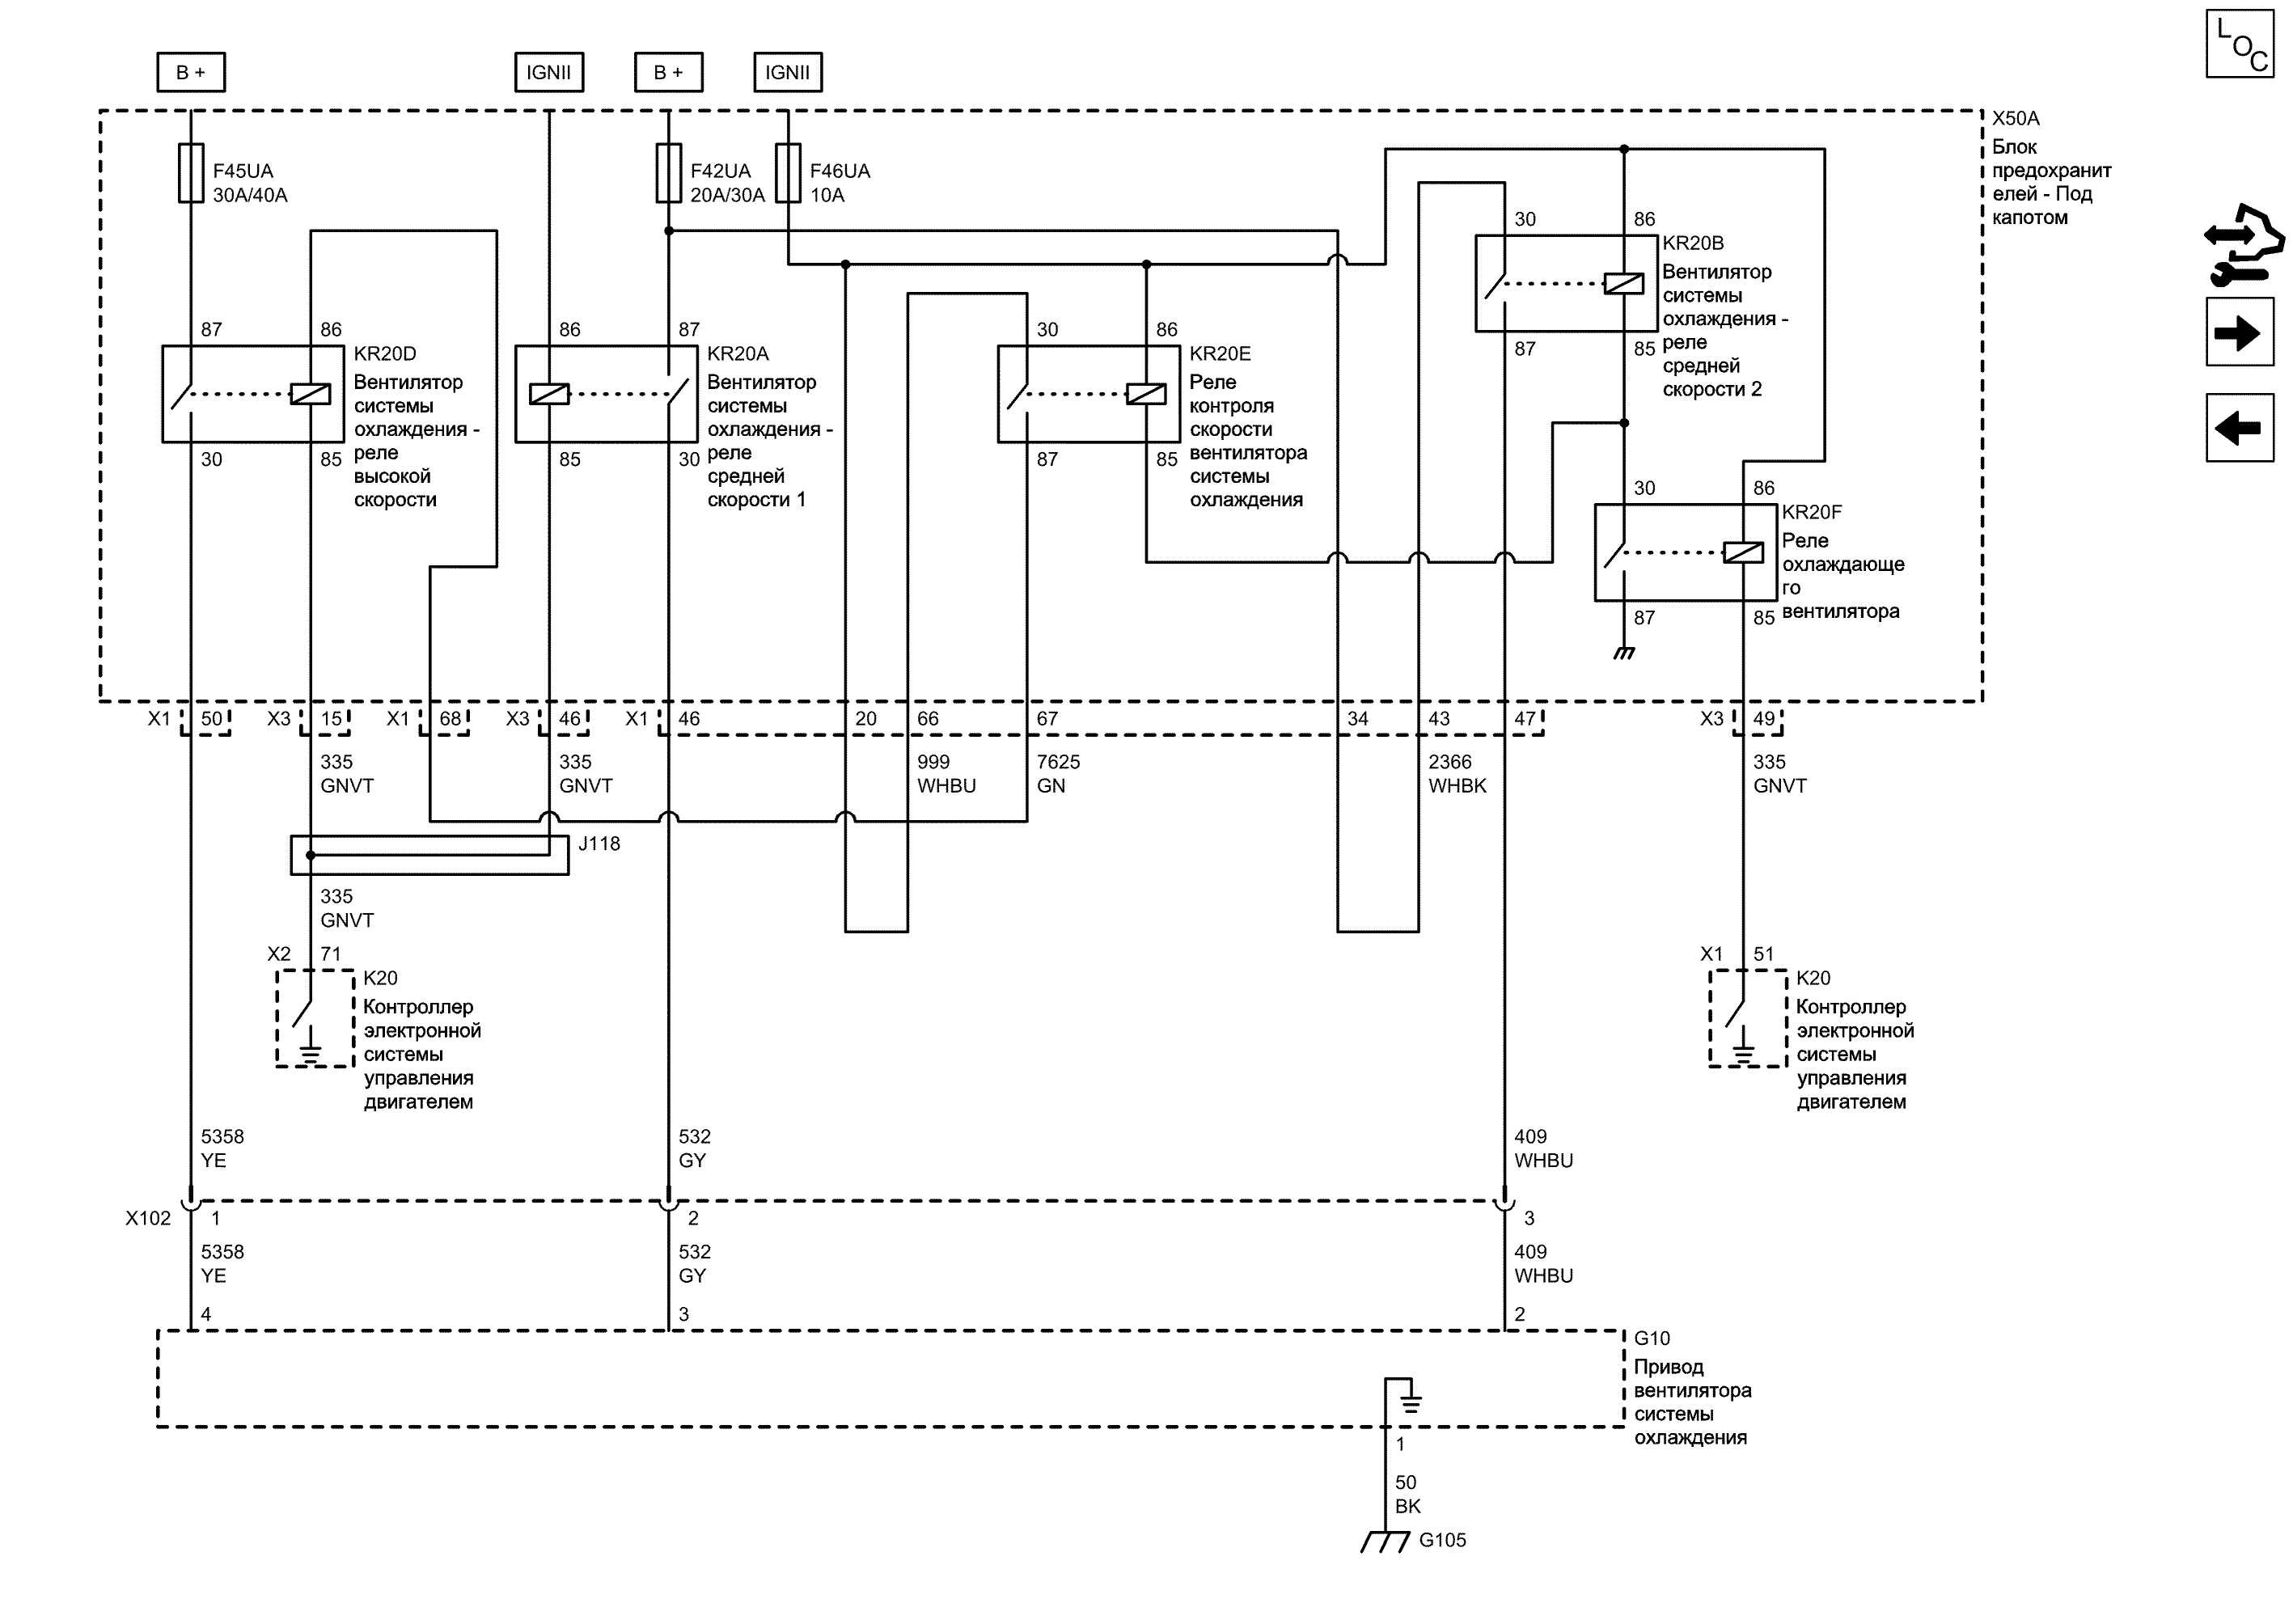 LOC
B +
IGNII
B +
IGNII
X50A
Блок
предохранит
елей - Под
капотом
F45UA
30A/40A
F42UA
20A/30A
F46UA
10A
30
86
KR20B
Вентилятор
системы
охлаждения -
реле
средней
скорости 2
87
85
87
86
KR20D
Вентилятор
системы
охлаждения -
реле
высокой
скорости
30
85
86
87
KR20A
Вентилятор
системы
охлаждения -
реле
средней
скорости 1
85
30
30
86
KR20E
Реле
контроля
скорости
вентилятора
системы
охлаждения
87
85
30
86
KR20F
Реле
охлаждающе
го
вентилятора
87
85
X1
50
X3
15
X1
68
X3
46
X1
46
20
66
67
34
43
47
X3
49
335
GNVT
335
GNVT
999
WHBU
7625
GN
2366
WHBK
335
GNVT
J118
335
GNVT
X2
71
K20
Контроллер
электронной
системы
управления
двигателем
X1
51
K20
Контроллер
электронной
системы
управления
двигателем
5358
YE
532
GY
409
WHBU
X102
1
2
3
5358
YE
532
GY
409
WHBU
4
3
2
G10
Привод
вентилятора
системы
охлаждения
1
50
BK
G105